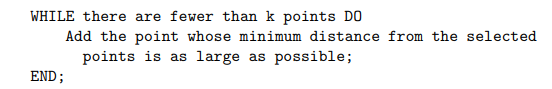 WHILE there are fewer than k points DO
Add the point whose minimum distance from the selected
points is as large as possible;
END;